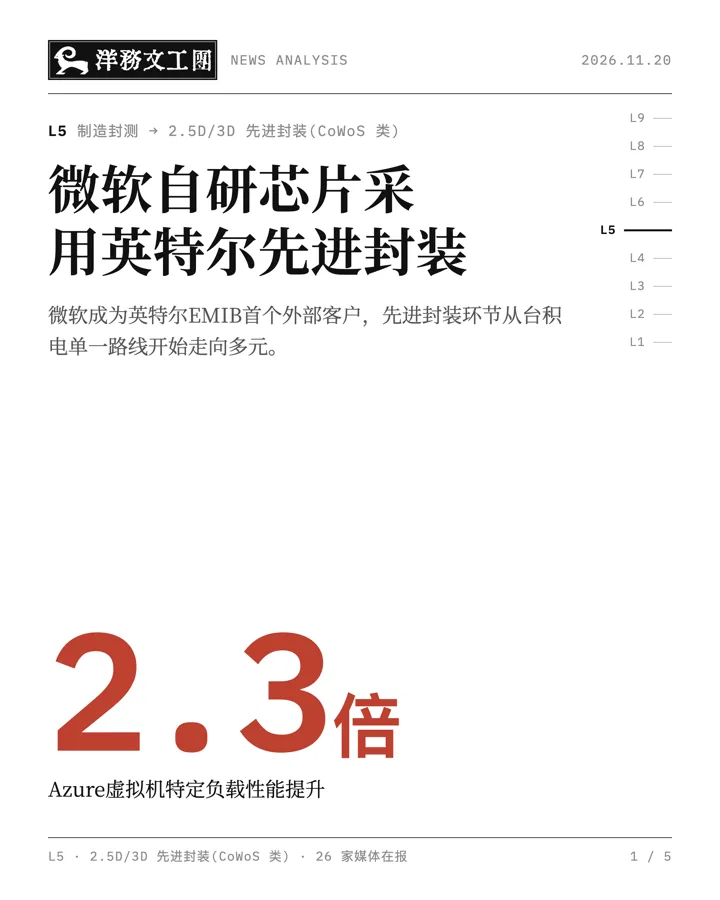 洋務文工團 NEWS ANALYSIS 2026.11.20
L5 制造封测 → 2.5D/3D 先进封装(CoWoS 类)
微软自研芯片采
用英特尔先进封装
微软成为英特尔EMIB首个外部客户，先进封装环节从台积
电单一路线开始走向多元。
L9
L8
L7
L6
L5
L4
L3
L2
L1
2.3倍
Azure虚拟机特定负载性能提升
L5 · 2.5D/3D 先进封装(CoWoS 类) · 26 家媒体在报 1 / 5